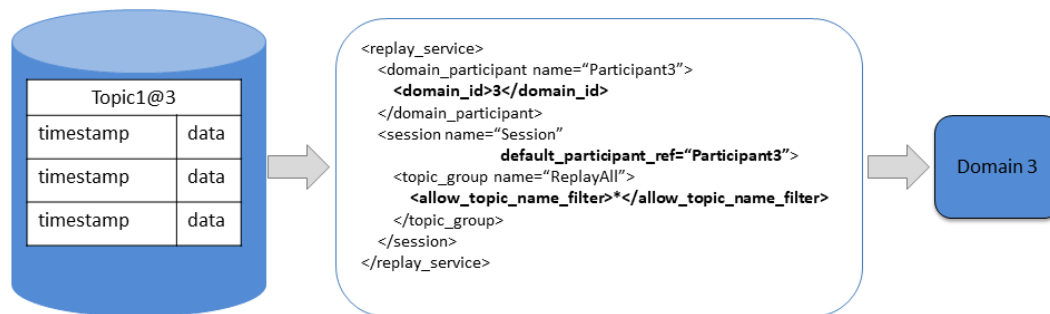 Topic1@3
timestamp data
timestamp data
timestamp data
<replay_service>
<domain_participant name=“Participant3”>
<domain_id>3</domain_id>
</domain_participant>
<session name=“Session”
default_participant_ref=“Participant3”>
<topic_group name=“ReplayAll”>
<allow_topic_name_filter>*</allow_topic_name_filter>
</topic_group>
</session>
</replay_service>
Domain 3